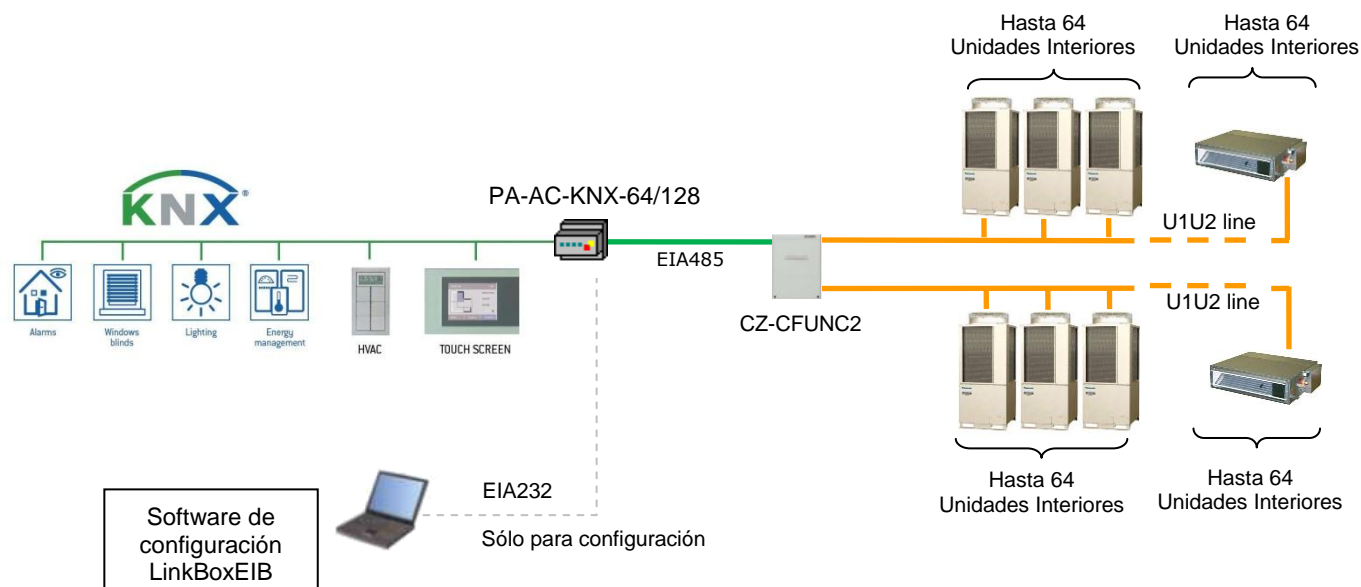 Hasta 64
Unidades Interiores
Hasta 64
Unidades Interiores
KNX®
PA-AC-KNX-64/128
U1U2 line
EIA485
U1U2 line
CZ-CFUNC2
Alarms
Windows
blinds
Lighting
Energy
management
HVAC
TOUCH SCREEN
Hasta 64
Unidades Interiores
Hasta 64
Unidades Interiores
EIA232
Sólo para configuración
Software de
configuración
LinkBoxEIB